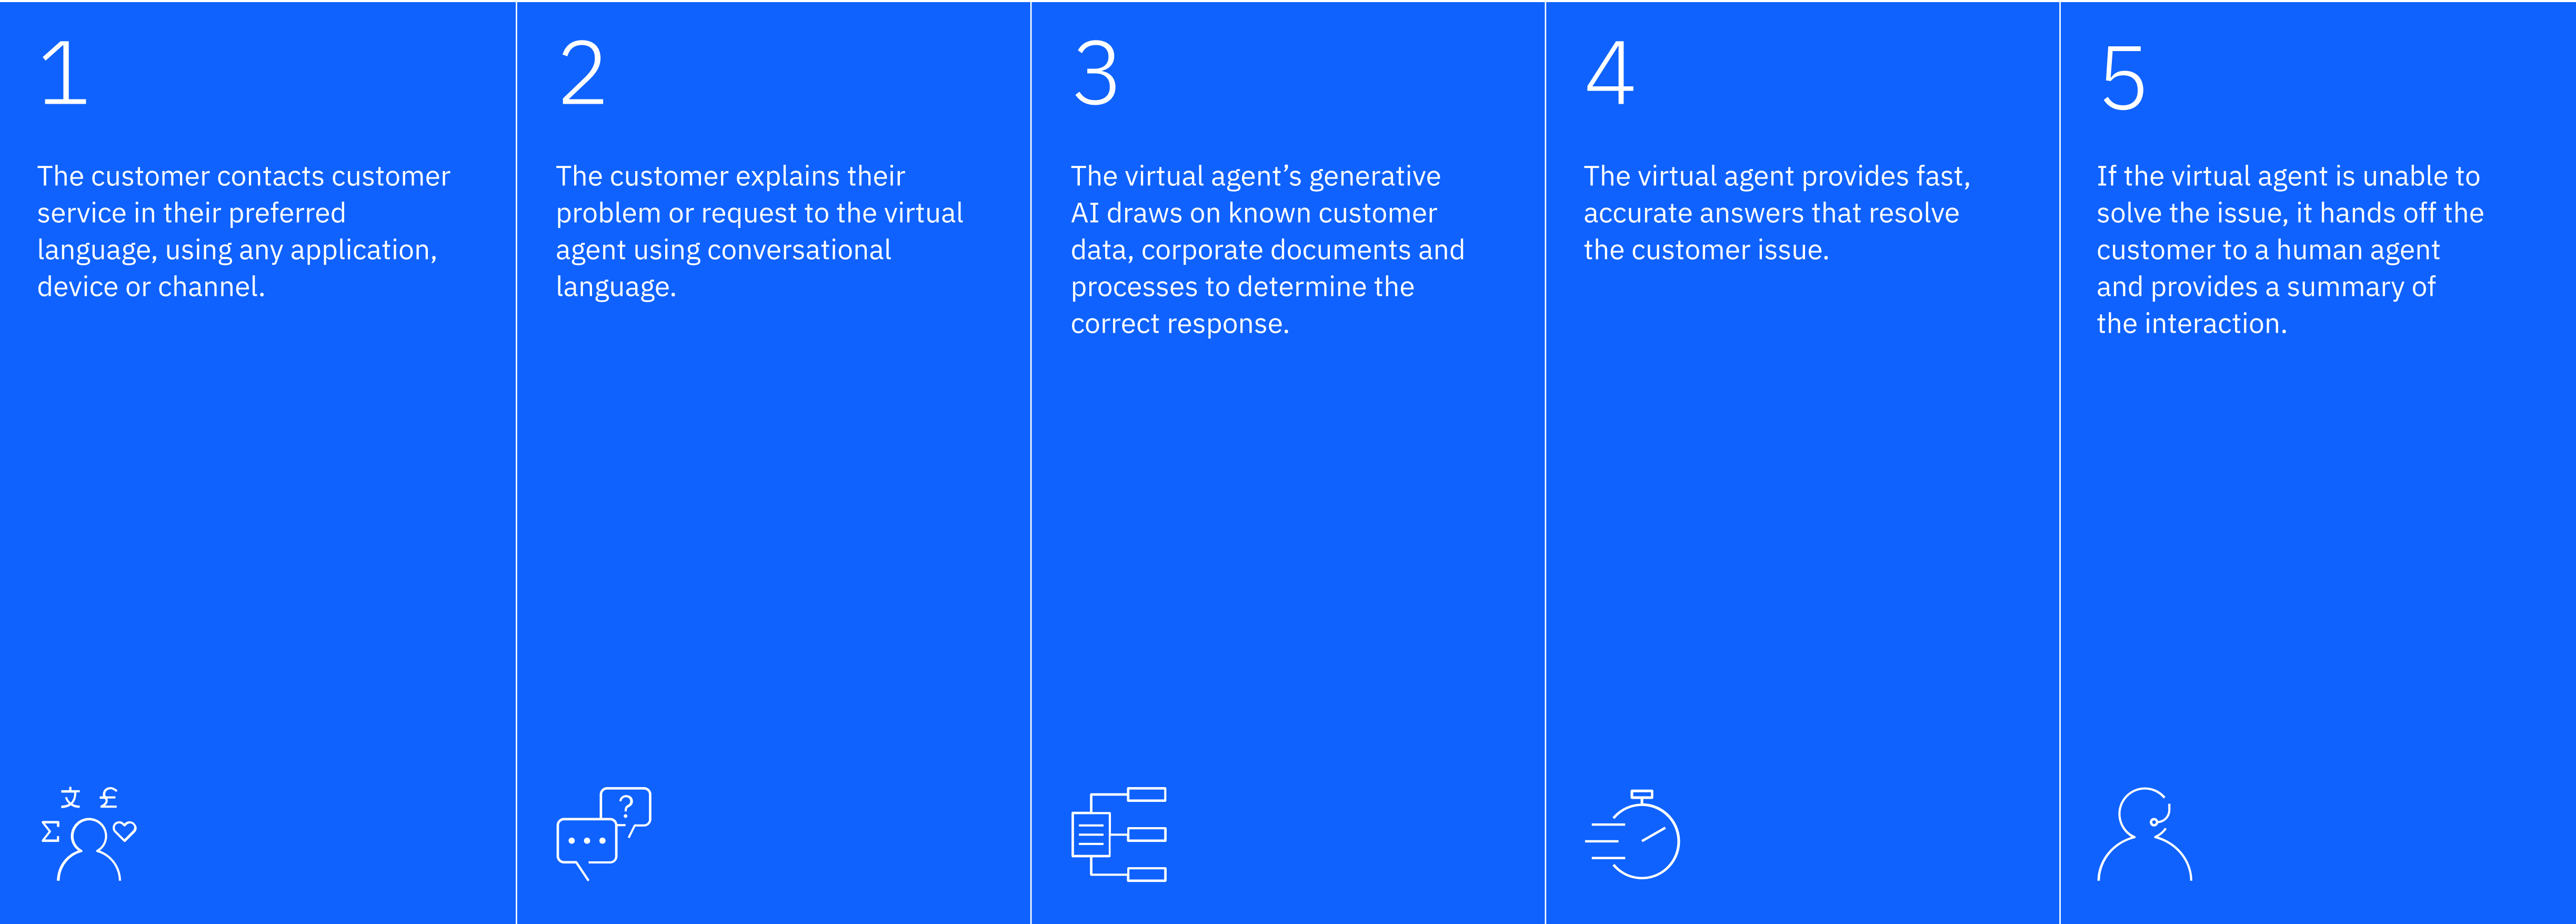 1
The customer contacts customer
service in their preferred
language, using any application,
device or channel.
文 £
Σ
2
The customer explains their
problem or request to the virtual
agent using conversational
language.
?
3
The virtual agent’s generative
AI draws on known customer
data, corporate documents and
processes to determine the
correct response.
4
The virtual agent provides fast,
accurate answers that resolve
the customer issue.
5
If the virtual agent is unable to
solve the issue, it hands off the
customer to a human agent
and provides a summary of
the interaction.